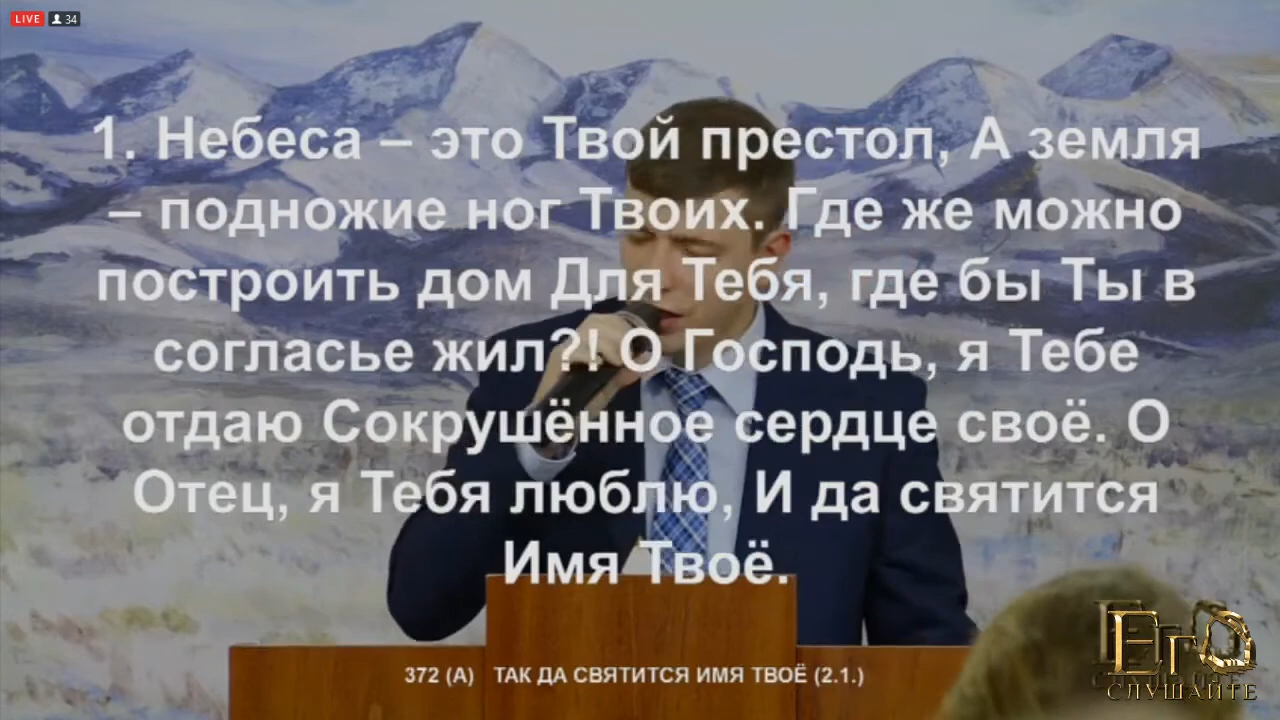 LIVE 34
1. Небеса – это Твой престол, А земля
– подножие ног Твоих. Где же можно
построить дом Для Тебя, где бы Ты в
согласье жил?! О Господь, я Тебе
отдаю Сокрушённое сердце своё. О
Отец, я Тебя люблю, И да святится
Имя Твоё.
372 (А) ТАК ДА СВЯТИТСЯ ИМЯ ТВОЁ (2.1.)
ЕгО
СЛУШАЙТЕ